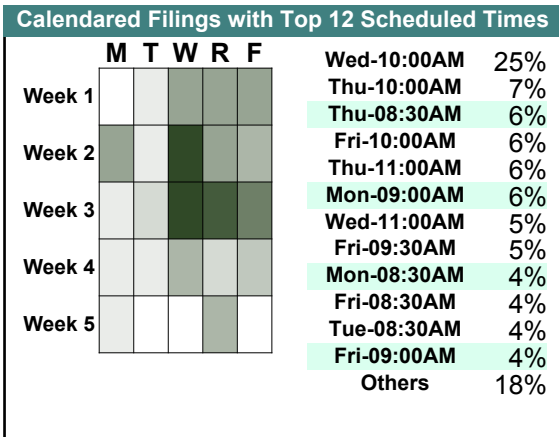 Calendared Filings with Top 12 Scheduled Times
M T W R F
Week 1
Week 2
Week 3
Week 4
Week 5
Wed-10:00AM 25%
Thu-10:00AM 7%
Thu-08:30AM 6%
Fri-10:00AM 6%
Thu-11:00AM 6%
Mon-09:00AM 6%
Wed-11:00AM 5%
Fri-09:30AM 5%
Mon-08:30AM 4%
Fri-08:30AM 4%
Tue-08:30AM 4%
Fri-09:00AM 4%
Others 18%